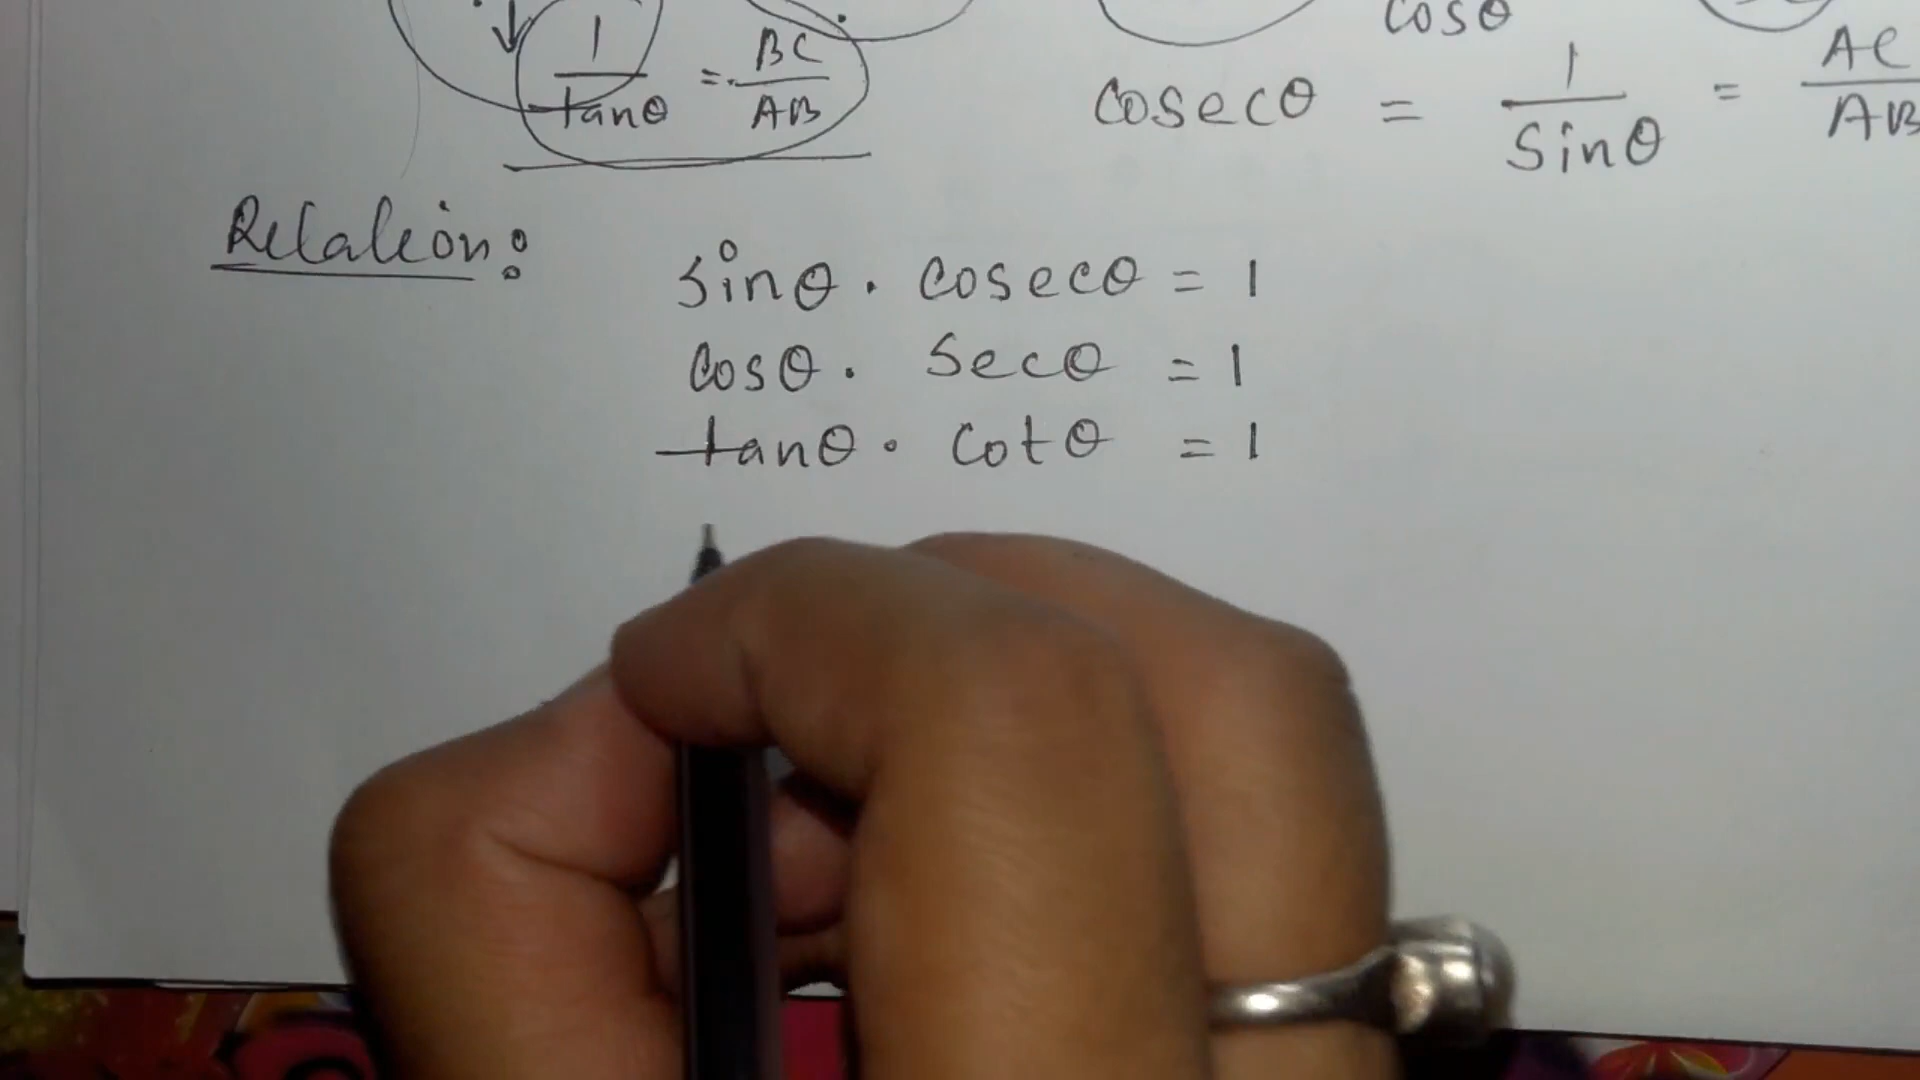 cosθ
1/tanθ = BC/AB
cosecθ = 1/Sinθ = AC/AB
Relation:
sinθ . cosecθ = 1
cosθ . Secθ = 1
tanθ . cotθ = 1